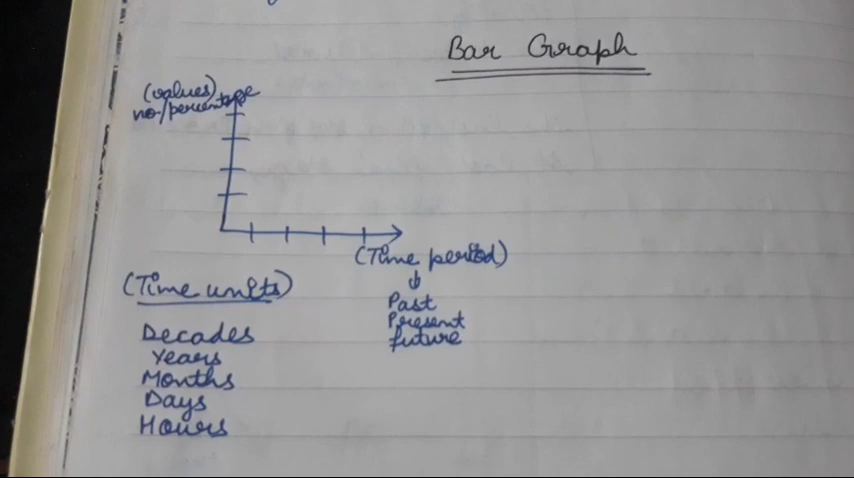 Bar Graph
(values)
no/percentage
(Time period)
Past
Present
future
(Time units)
Decades
Years
Months
Days
Hours